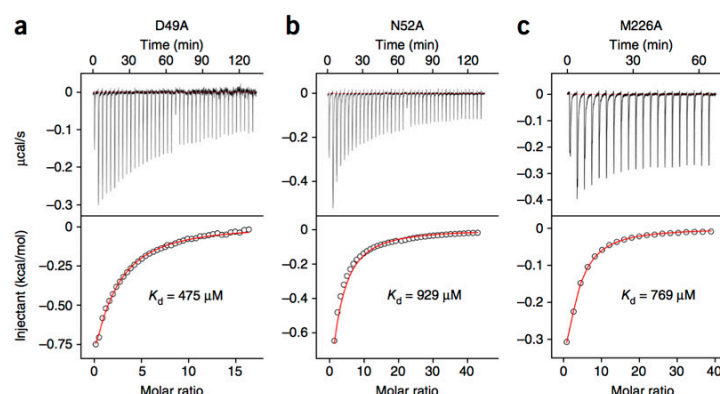 a
D49A
Time (min)
0 30 60 90 120
0
−0.1
−0.2
−0.3
μcal/s
0
−0.25
−0.50
−0.75
Injectant (kcal/mol)
Kd = 475 μM
0 5 10 15
Molar ratio
b
N52A
Time (min)
0 30 60 90 120
0
−0.2
−0.4
0
−0.2
−0.4
−0.6
Kd = 929 μM
0 10 20 30 40
Molar ratio
c
M226A
Time (min)
0 30 60
0
−0.1
−0.2
−0.3
−0.4
0
−0.1
−0.2
−0.3
Kd = 769 μM
0 10 20 30 40
Molar ratio